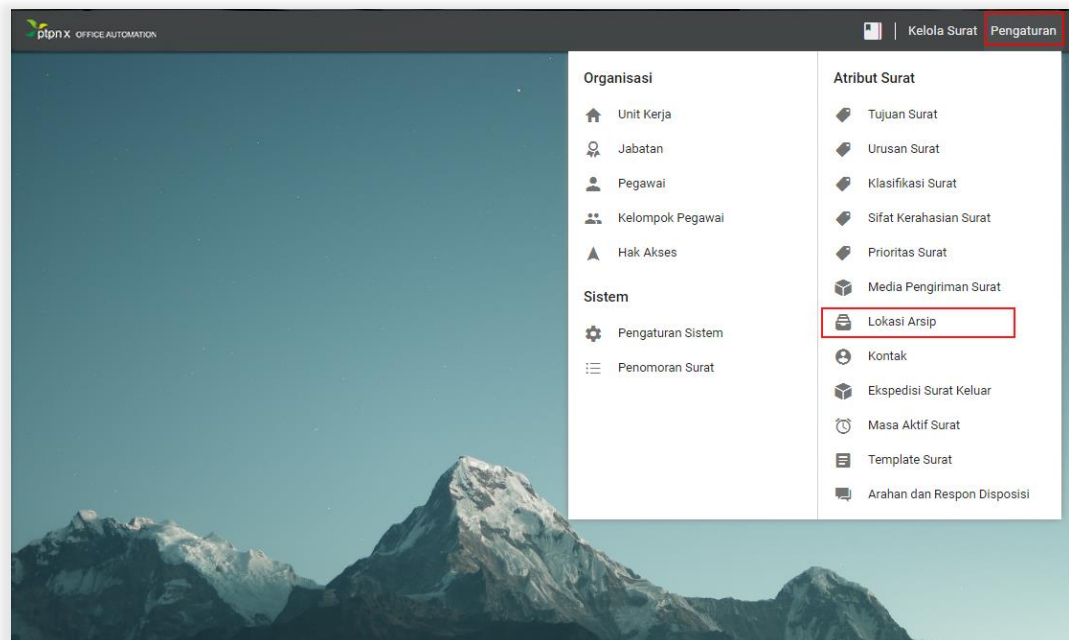 ptpn x OFFICE AUTOMATION
Kelola Surat
Pengaturan
Organisasi
Unit Kerja
Jabatan
Pegawai
Kelompok Pegawai
Hak Akses
Sistem
Pengaturan Sistem
Penomoran Surat
Atribut Surat
Tujuan Surat
Urusan Surat
Klasifikasi Surat
Sifat Kerahasian Surat
Prioritas Surat
Media Pengiriman Surat
Lokasi Arsip
Kontak
Ekspedisi Surat Keluar
Masa Aktif Surat
Template Surat
Arahan dan Respon Disposisi